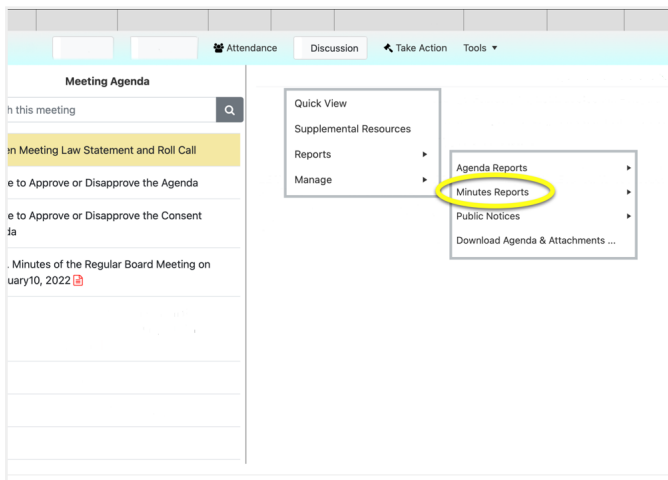 Attendance Discussion Take Action Tools ▼
Meeting Agenda
h this meeting
en Meeting Law Statement and Roll Call
e to Approve or Disapprove the Agenda
e to Approve or Disapprove the Consent
da
. Minutes of the Regular Board Meeting on
uary10, 2022
Quick View
Supplemental Resources
Reports
Manage
Agenda Reports
Minutes Reports
Public Notices
Download Agenda & Attachments ...